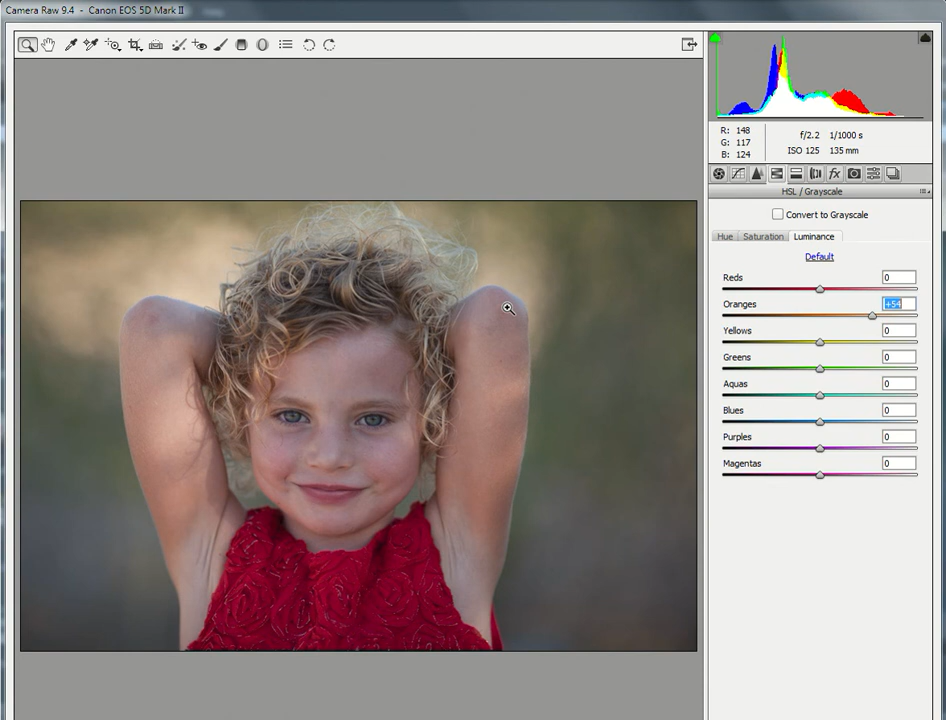 Camera Raw 9.4 - Canon EOS 5D Mark II
R: 148
G: 117
B: 124
f/2.2 1/1000 s
ISO 125 135 mm
fx
HSL / Grayscale
Convert to Grayscale
Hue Saturation Luminance
Default
Reds 0
Oranges +54
Yellows 0
Greens 0
Aquas 0
Blues 0
Purples 0
Magentas 0